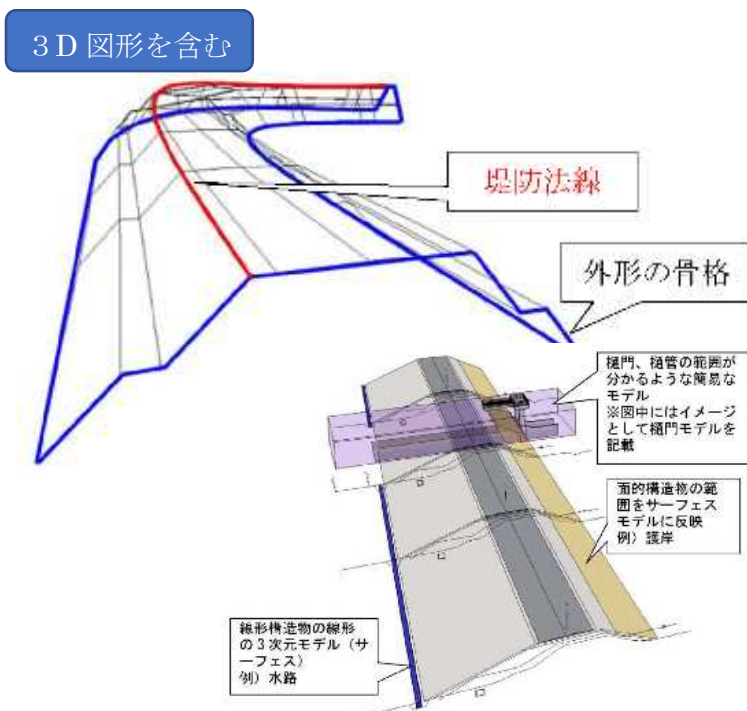 ３Ｄ図形を含む
堤防法線
外形の骨格
樋門、樋管の範囲が
分かるような簡易な
モデル
※図中にはイメージ
として樋門モデルを
記載
面的構造物の範
囲をサーフェス
モデルに反映
例）護岸
線形構造物の線形
の３次元モデル（サ
ーフェス）
例）水路